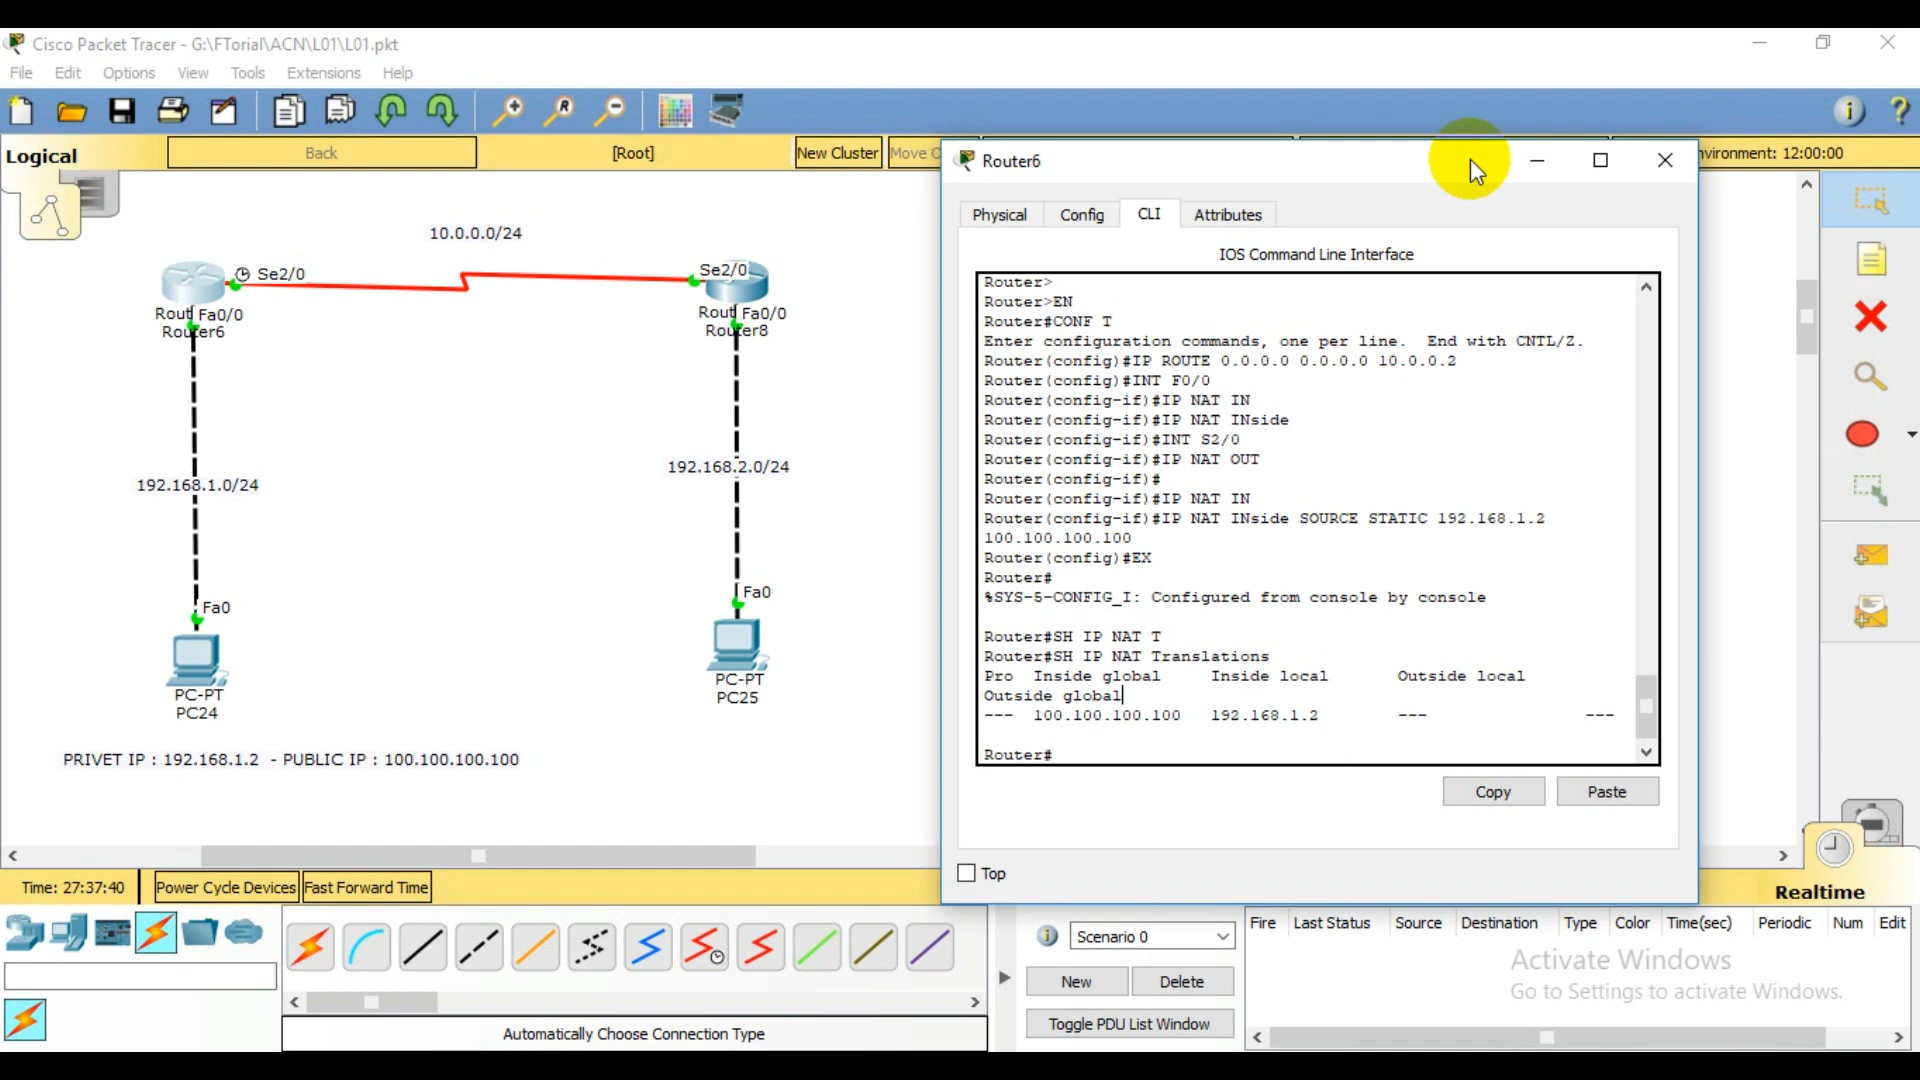 Cisco Packet Tracer - G:\FTorial\ACN\L01\L01.pkt
File Edit Options View Tools Extensions Help
Logical
Back
[Root]
New Cluster
Move
vironment: 12:00:00
10.0.0.0/24
Se2/0
Se2/0
Rout Fa0/0
Router6
Rout Fa0/0
Router8
192.168.1.0/24
192.168.2.0/24
Fa0
PC-PT
PC24
Fa0
PC-PT
PC25
PRIVET IP : 192.168.1.2 - PUBLIC IP : 100.100.100.100
Router6
Physical Config CLI Attributes
IOS Command Line Interface
Router>
Router>EN
Router#CONF T
Enter configuration commands, one per line. End with CNTL/Z.
Router(config)#IP ROUTE 0.0.0.0 0.0.0.0 10.0.0.2
Router(config)#INT F0/0
Router(config-if)#IP NAT IN
Router(config-if)#IP NAT INside
Router(config-if)#INT S2/0
Router(config-if)#IP NAT OUT
Router(config-if)#
Router(config-if)#IP NAT IN
Router(config-if)#IP NAT INside SOURCE STATIC 192.168.1.2
100.100.100.100
Router(config)#EX
Router#
%SYS-5-CONFIG_I: Configured from console by console
Router#SH IP NAT T
Router#SH IP NAT Translations
Pro Inside global Inside local Outside local
Outside global
--- 100.100.100.100 192.168.1.2 --- ---
Router#
Copy Paste
Top
Time: 27:37:40
Power Cycle Devices
Fast Forward Time
Realtime
Automatically Choose Connection Type
Scenario 0
New Delete
Toggle PDU List Window
Fire Last Status Source Destination Type Color Time(sec) Periodic Num Edit
Activate Windows
Go to Settings to activate Windows.